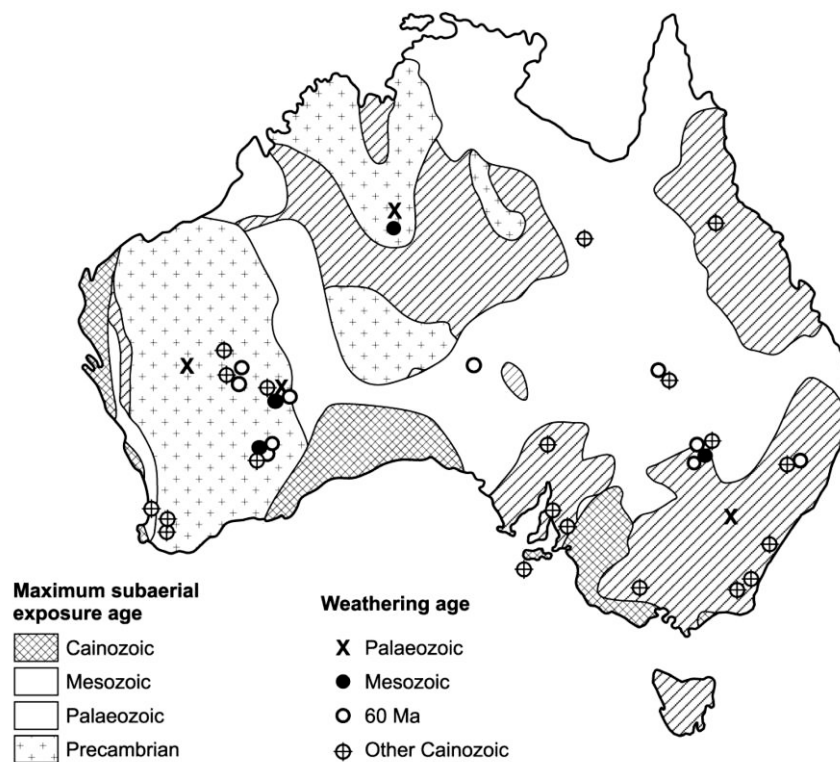 Maximum subaerial
exposure age
Cainozoic
Mesozoic
Palaeozoic
Precambrian
Weathering age
X Palaeozoic
Mesozoic
60 Ma
Other Cainozoic